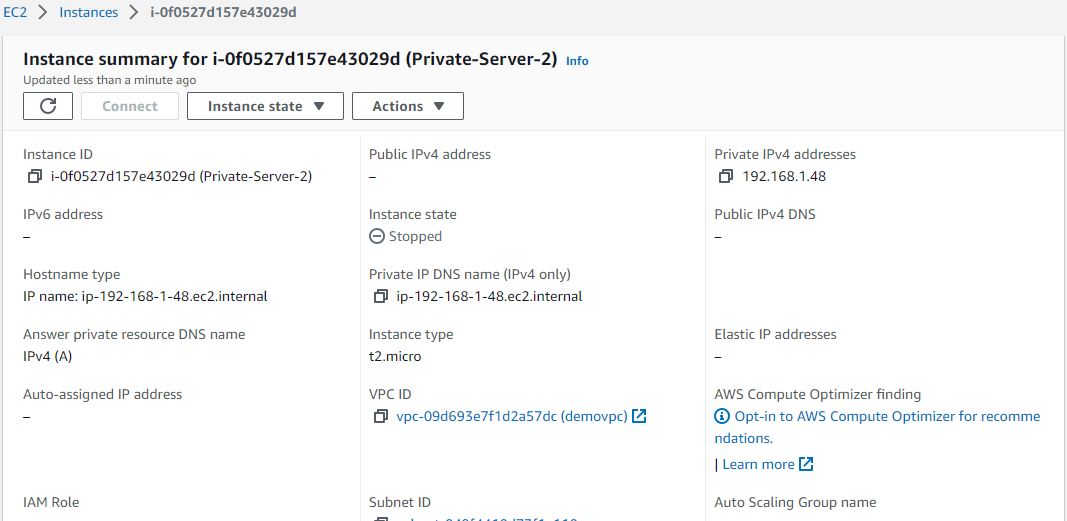 EC2 > Instances > i-0f0527d157e43029d
Instance summary for i-0f0527d157e43029d (Private-Server-2) Info
Updated less than a minute ago
Connect Instance state Actions
Instance ID
i-0f0527d157e43029d (Private-Server-2)
Public IPv4 address
–
Private IPv4 addresses
192.168.1.48
IPv6 address
–
Instance state
Stopped
Public IPv4 DNS
–
Hostname type
IP name: ip-192-168-1-48.ec2.internal
Private IP DNS name (IPv4 only)
ip-192-168-1-48.ec2.internal
Answer private resource DNS name
IPv4 (A)
Instance type
t2.micro
Elastic IP addresses
–
Auto-assigned IP address
–
VPC ID
vpc-09d693e7f1d2a57dc (demovpc)
AWS Compute Optimizer finding
Opt-in to AWS Compute Optimizer for recomme
ndations.
| Learn more
IAM Role
Subnet ID
Auto Scaling Group name